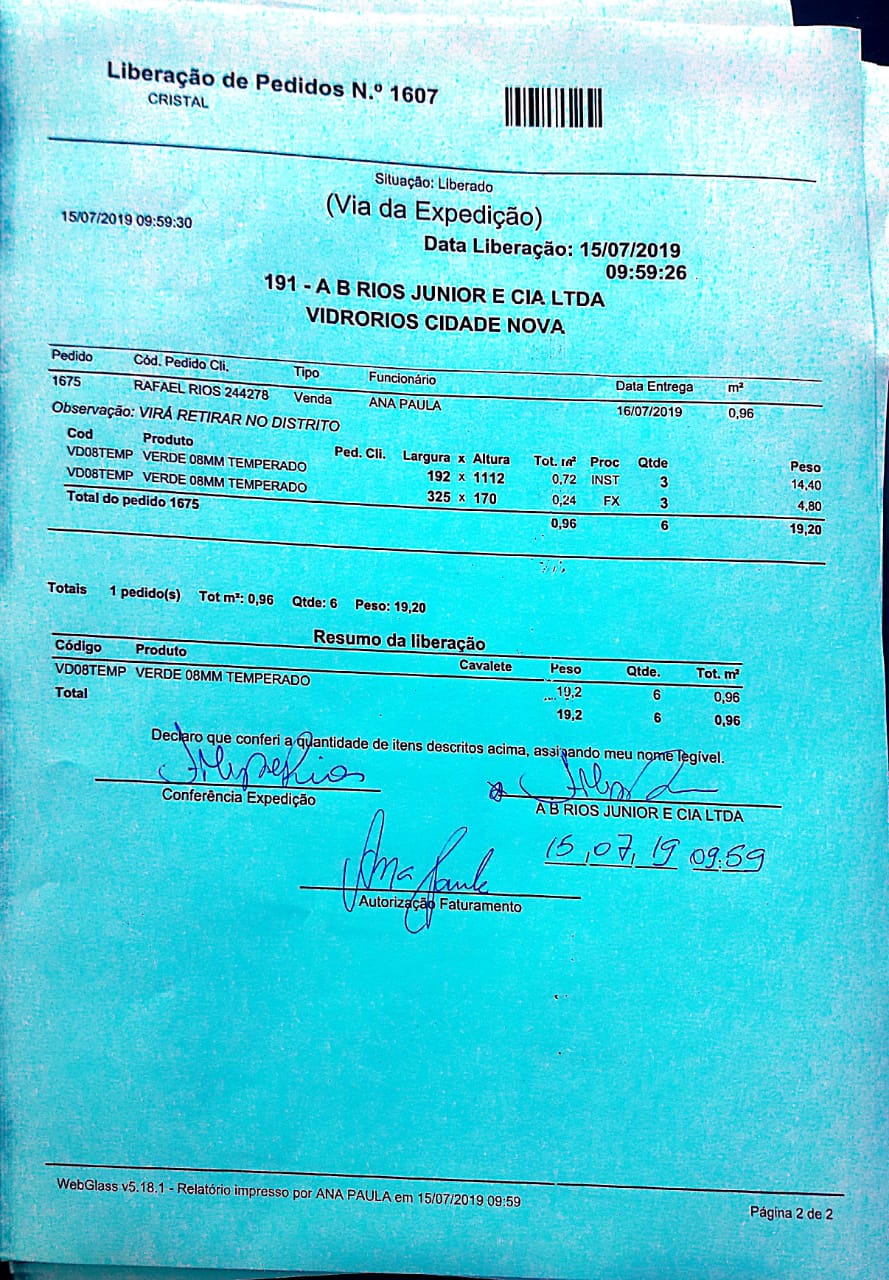 Liberação de Pedidos N.º 1607
CRISTAL
Situação: Liberado
(Via da Expedição)
15/07/2019 09:59:30
Data Liberação: 15/07/2019
09:59:26
191 - A B RIOS JUNIOR E CIA LTDA
VIDRORIOS CIDADE NOVA
Pedido Cód. Pedido Cli. Tipo Funcionário Data Entrega m²
1675 RAFAEL RIOS 244278 Venda ANA PAULA 16/07/2019 0,96
Observação: VIRÁ RETIRAR NO DISTRITO
Cod Produto Ped. Cli. Largura x Altura Tot. m² Proc Qtde Peso
VD08TEMP VERDE 08MM TEMPERADO 192 x 1112 0,72 INST 3 14,40
VD08TEMP VERDE 08MM TEMPERADO 325 x 170 0,24 FX 3 4,80
Total do pedido 1675 0,96 6 19,20
Totais 1 pedido(s) Tot m²: 0,96 Qtde: 6 Peso: 19,20
Resumo da liberação
Código Produto Cavalete Peso Qtde. Tot. m²
VD08TEMP VERDE 08MM TEMPERADO 19,2 6 0,96
Total 19,2 6 0,96
Declaro que conferi a quantidade de itens descritos acima, assinando meu nome legível.
Conferência Expedição
A B RIOS JUNIOR E CIA LTDA
15,07,19 09:59
Ana Paula
Autorização Faturamento
WebGlass v5.18.1 - Relatório impresso por ANA PAULA em 15/07/2019 09:59
Página 2 de 2